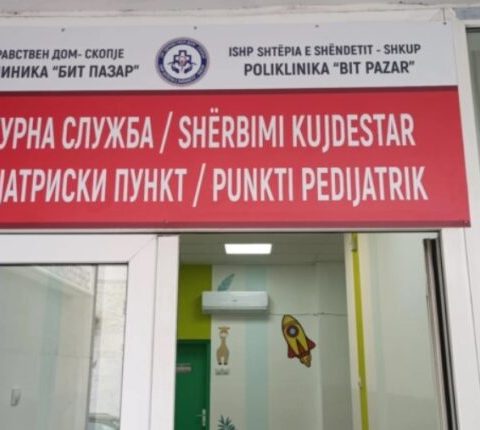 РАВСТВЕН ДОМ- СКОПЈЕ
ИНИКА “БИТ ПАЗАР”
ISHP SHTËPIA E SHËNDETIT - SHKUP
POLIKLINIKA “BIT PAZAR”
УРНА СЛУЖБА / SHËRBIMI KUJDESTAR
ЈАТРИСКИ ПУНКТ / PUNKTI PEDIJATRIK